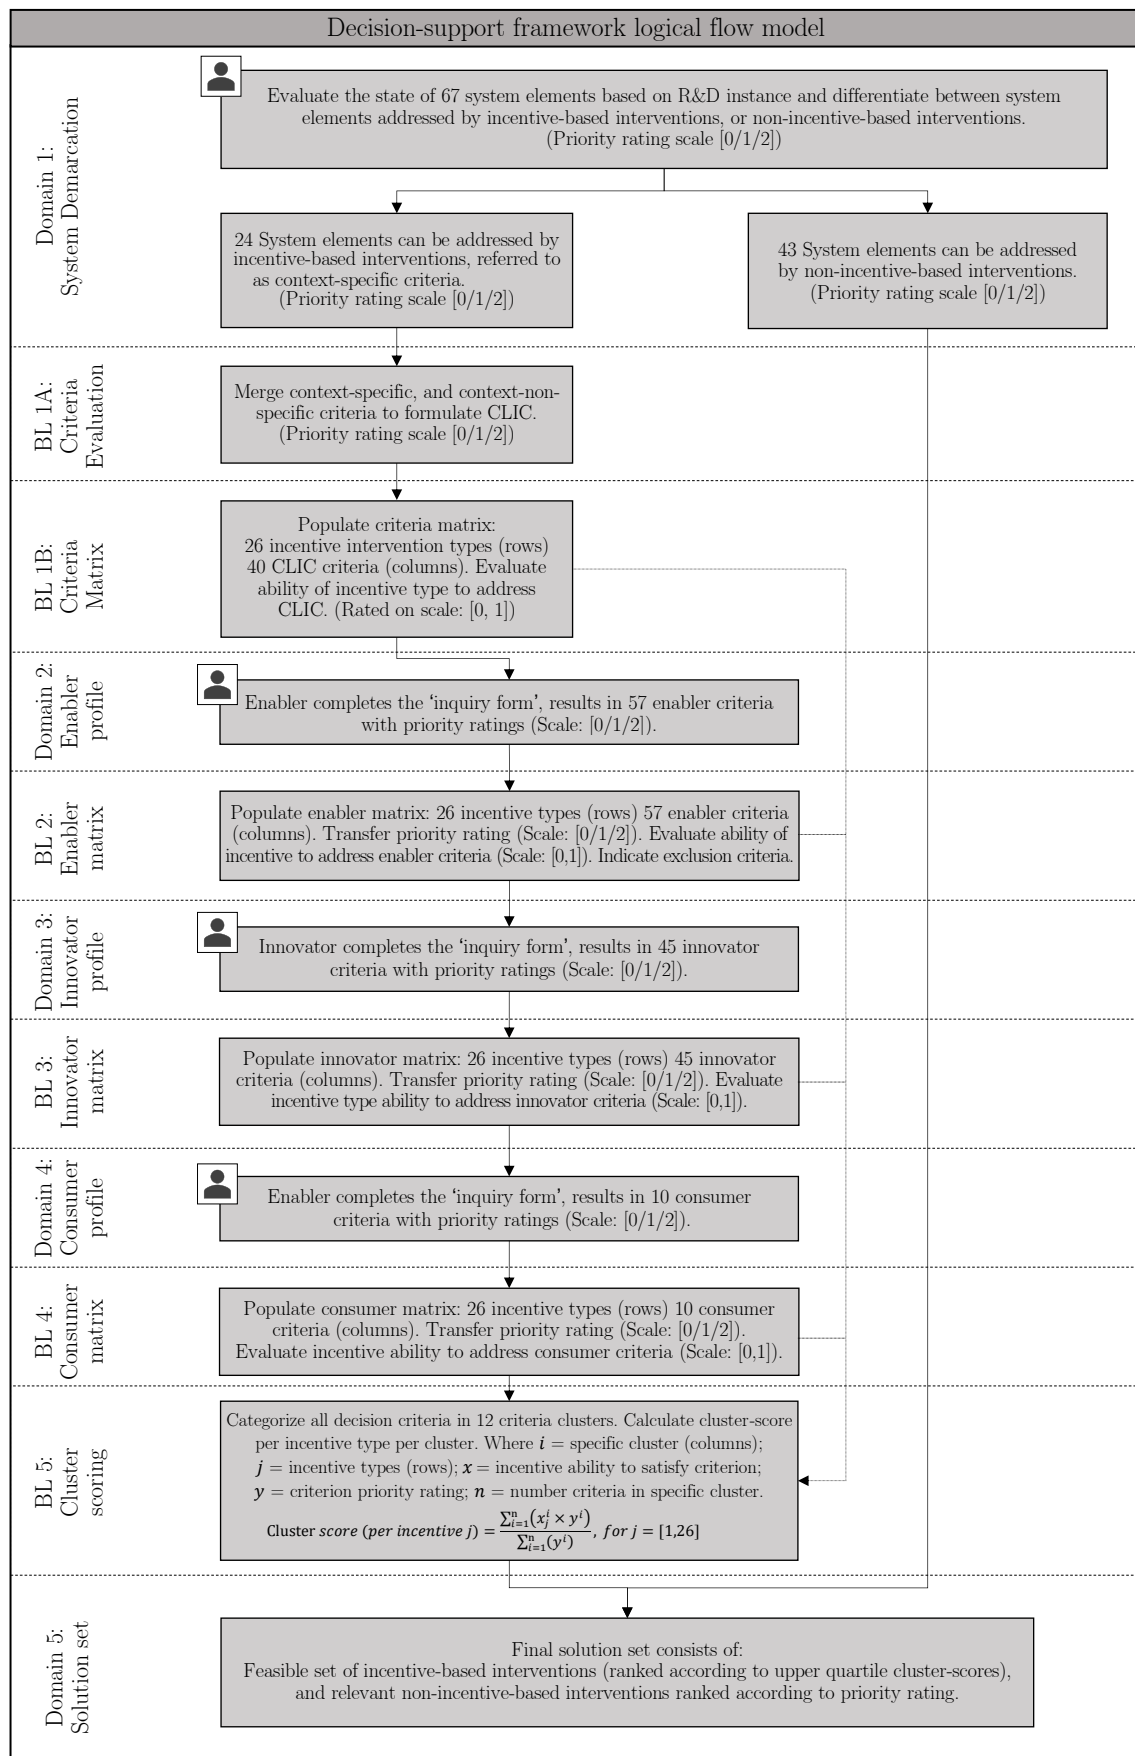 Decision-support framework logical flow model
Domain 1:
System Demarcation
Evaluate the state of 67 system elements based on R&D instance and differentiate between system
elements addressed by incentive-based interventions, or non-incentive-based interventions.
(Priority rating scale [0/1/2])
24 System elements can be addressed by
incentive-based interventions, referred to
as context-specific criteria.
(Priority rating scale [0/1/2])
43 System elements can be addressed
by non-incentive-based interventions.
(Priority rating scale [0/1/2])
BL 1A:
Criteria
Evaluation
Merge context-specific, and context-non-
specific criteria to formulate CLIC.
(Priority rating scale [0/1/2])
BL 1B:
Criteria
Matrix
Populate criteria matrix:
26 incentive intervention types (rows)
40 CLIC criteria (columns). Evaluate
ability of incentive type to address
CLIC. (Rated on scale: [0, 1])
Domain 2:
Enabler
profile
Enabler completes the ‘inquiry form’, results in 57 enabler criteria
with priority ratings (Scale: [0/1/2]).
BL 2:
Enabler
matrix
Populate enabler matrix: 26 incentive types (rows) 57 enabler criteria
(columns). Transfer priority rating (Scale: [0/1/2]). Evaluate ability of
incentive to address enabler criteria (Scale: [0,1]). Indicate exclusion criteria.
Domain 3:
Innovator
profile
Innovator completes the ‘inquiry form’, results in 45 innovator
criteria with priority ratings (Scale: [0/1/2]).
BL 3:
Innovator
matrix
Populate innovator matrix: 26 incentive types (rows) 45 innovator
criteria (columns). Transfer priority rating (Scale: [0/1/2]). Evaluate
incentive type ability to address innovator criteria (Scale: [0,1]).
Domain 4:
Consumer
profile
Enabler completes the ‘inquiry form’, results in 10 consumer
criteria with priority ratings (Scale: [0/1/2]).
BL 4:
Consumer
matrix
Populate consumer matrix: 26 incentive types (rows) 10 consumer
criteria (columns). Transfer priority rating (Scale: [0/1/2]).
Evaluate incentive ability to address consumer criteria (Scale: [0,1]).
BL 5:
Cluster
scoring
Categorize all decision criteria in 12 criteria clusters. Calculate cluster-score
per incentive type per cluster. Where i = specific cluster (columns);
j = incentive types (rows); x = incentive ability to satisfy criterion;
y = criterion priority rating; n = number criteria in specific cluster.
Cluster score (per incentive j) = ∑ⁿᵢ₌₁(xⱼⁱ × yⁱ) / ∑ⁿᵢ₌₁(yⁱ), for j = [1,26]
Domain 5:
Solution set
Final solution set consists of:
Feasible set of incentive-based interventions (ranked according to upper quartile cluster-scores),
and relevant non-incentive-based interventions ranked according to priority rating.